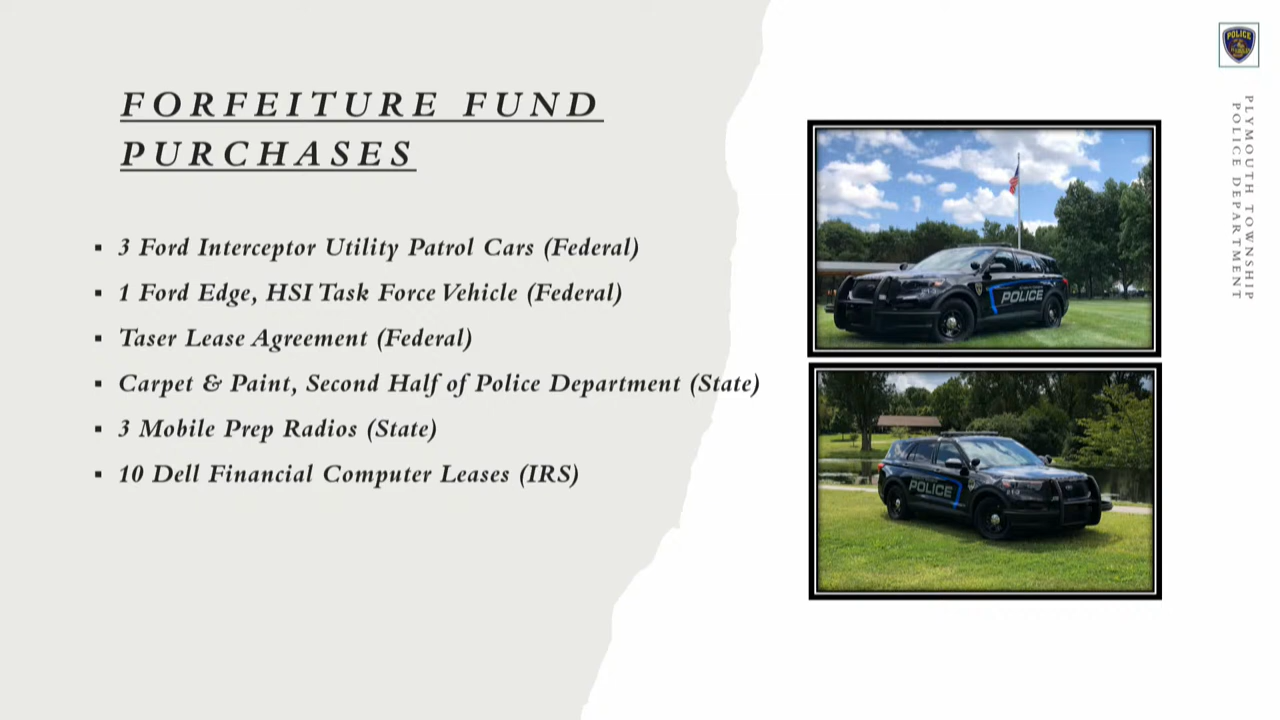 FORFEITURE FUND
PURCHASES
▪ 3 Ford Interceptor Utility Patrol Cars (Federal)
▪ 1 Ford Edge, HSI Task Force Vehicle (Federal)
▪ Taser Lease Agreement (Federal)
▪ Carpet & Paint, Second Half of Police Department (State)
▪ 3 Mobile Prep Radios (State)
▪ 10 Dell Financial Computer Leases (IRS)
POLICE
POLICE
POLICE
PLYMOUTH TOWNSHIP
POLICE DEPARTMENT